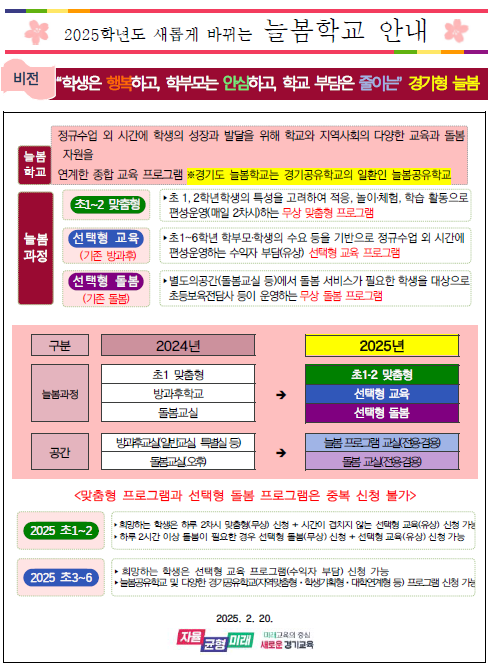 2025학년도 새롭게 바뀌는 늘봄학교 안내
비전
"학생은 행복하고, 학부모는 안심하고, 학교 부담은 줄이는" 경기형 늘봄
늘봄
학교
정규수업 외 시간에 학생의 성장과 발달을 위해 학교와 지역사회의 다양한 교육과 돌봄
자원을
연계한 종합 교육 프로그램 ※경기도 늘봄학교는 경기공유학교의 일환인 늘봄공유학교
늘봄
과정
초1~2 맞춤형
▸초 1, 2학년학생의 특성을 고려하여 적응, 놀이·체험, 학습 활동으로
편성운영(매일 2차시)하는 무상 맞춤형 프로그램
선택형 교육
(기존 방과후)
▸초1~6학년 학부모·학생의 수요 등을 기반으로 정규수업 외 시간에
편성운영하는 수익자 부담(유상) 선택형 교육 프로그램
선택형 돌봄
(기존 돌봄)
▸별도의공간(돌봄교실 등)에서 돌봄 서비스가 필요한 학생을 대상으로
초등보육전담사 등이 운영하는 무상 돌봄 프로그램
구분
2024년
2025년
늘봄과정
초1 맞춤형
방과후학교
돌봄교실
➔
초1-2 맞춤형
선택형 교육
선택형 돌봄
공간
방과후교실(일반교실, 특별실 등)
돌봄교실(오후)
➔
늘봄 프로그램 교실(전용·겸용)
돌봄 교실(전용·겸용)
<맞춤형 프로그램과 선택형 돌봄 프로그램은 중복 신청 불가>
2025 초1~2
▸희망하는 학생은 하루 2차시 맞춤형(무상) 신청 + 시간이 겹치지 않는 선택형 교육(유상) 신청 가능
▸하루 2시간 이상 돌봄이 필요한 경우 선택형 돌봄(무상) 신청 + 선택형 교육(유상) 신청 가능
2025 초3~6
▸희망하는 학생은 선택형 교육 프로그램(수익자 부담) 신청 가능
▸늘봄공유학교 및 다양한 경기공유학교(지역맞춤형·학생기획형·대학연계형 등) 프로그램 신청 가능
2025. 2. 20.
자율 균형 미래
미래교육의 중심
새로운 경기교육